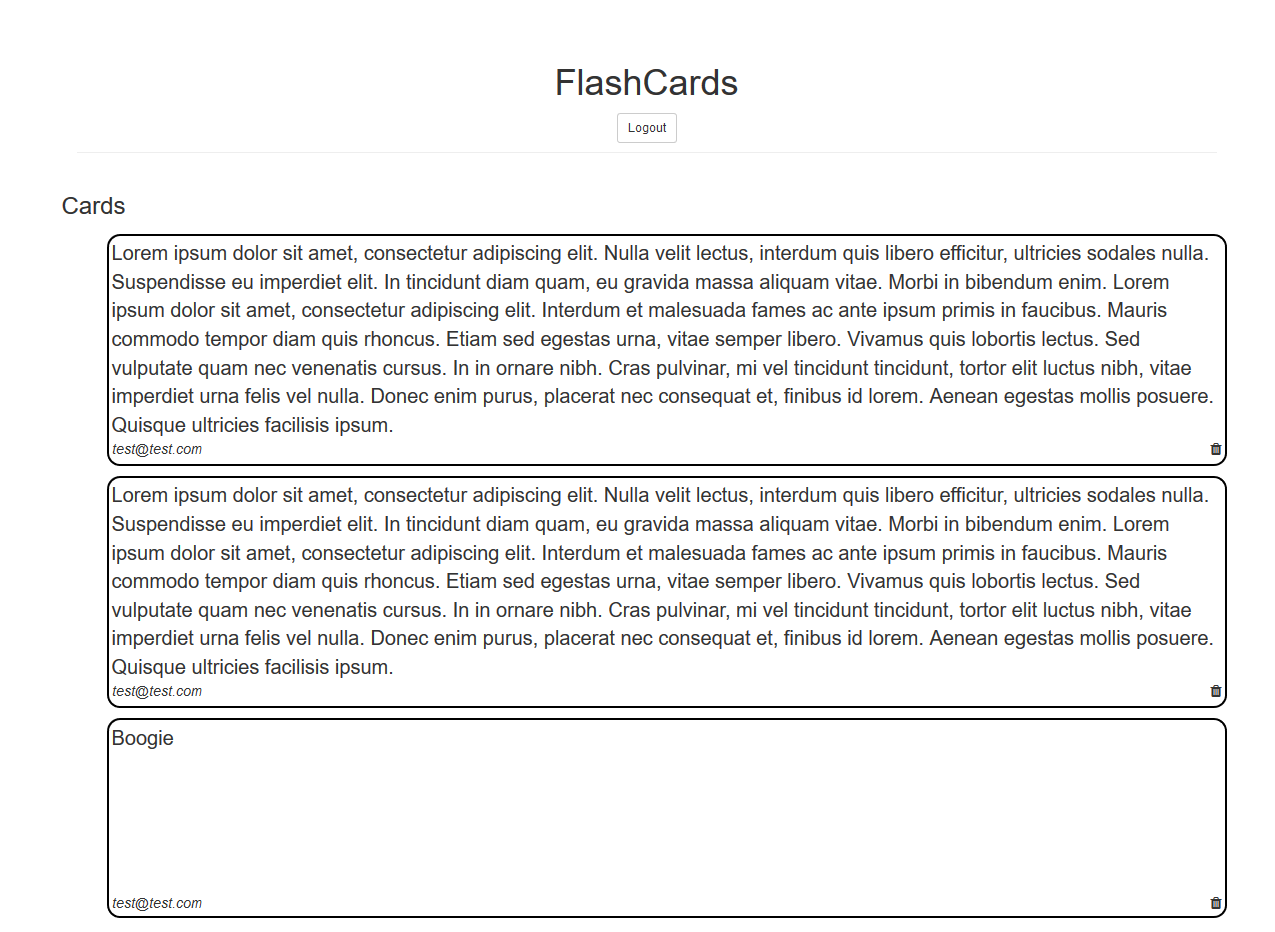 FlashCards
Logout
Cards
Lorem ipsum dolor sit amet, consectetur adipiscing elit. Nulla velit lectus, interdum quis libero efficitur, ultricies sodales nulla.
Suspendisse eu imperdiet elit. In tincidunt diam quam, eu gravida massa aliquam vitae. Morbi in bibendum enim. Lorem
ipsum dolor sit amet, consectetur adipiscing elit. Interdum et malesuada fames ac ante ipsum primis in faucibus. Mauris
commodo tempor diam quis rhoncus. Etiam sed egestas urna, vitae semper libero. Vivamus quis lobortis lectus. Sed
vulputate quam nec venenatis cursus. In in ornare nibh. Cras pulvinar, mi vel tincidunt tincidunt, tortor elit luctus nibh, vitae
imperdiet urna felis vel nulla. Donec enim purus, placerat nec consequat et, finibus id lorem. Aenean egestas mollis posuere.
Quisque ultricies facilisis ipsum.
test@test.com
Lorem ipsum dolor sit amet, consectetur adipiscing elit. Nulla velit lectus, interdum quis libero efficitur, ultricies sodales nulla.
Suspendisse eu imperdiet elit. In tincidunt diam quam, eu gravida massa aliquam vitae. Morbi in bibendum enim. Lorem
ipsum dolor sit amet, consectetur adipiscing elit. Interdum et malesuada fames ac ante ipsum primis in faucibus. Mauris
commodo tempor diam quis rhoncus. Etiam sed egestas urna, vitae semper libero. Vivamus quis lobortis lectus. Sed
vulputate quam nec venenatis cursus. In in ornare nibh. Cras pulvinar, mi vel tincidunt tincidunt, tortor elit luctus nibh, vitae
imperdiet urna felis vel nulla. Donec enim purus, placerat nec consequat et, finibus id lorem. Aenean egestas mollis posuere.
Quisque ultricies facilisis ipsum.
test@test.com
Boogie
test@test.com